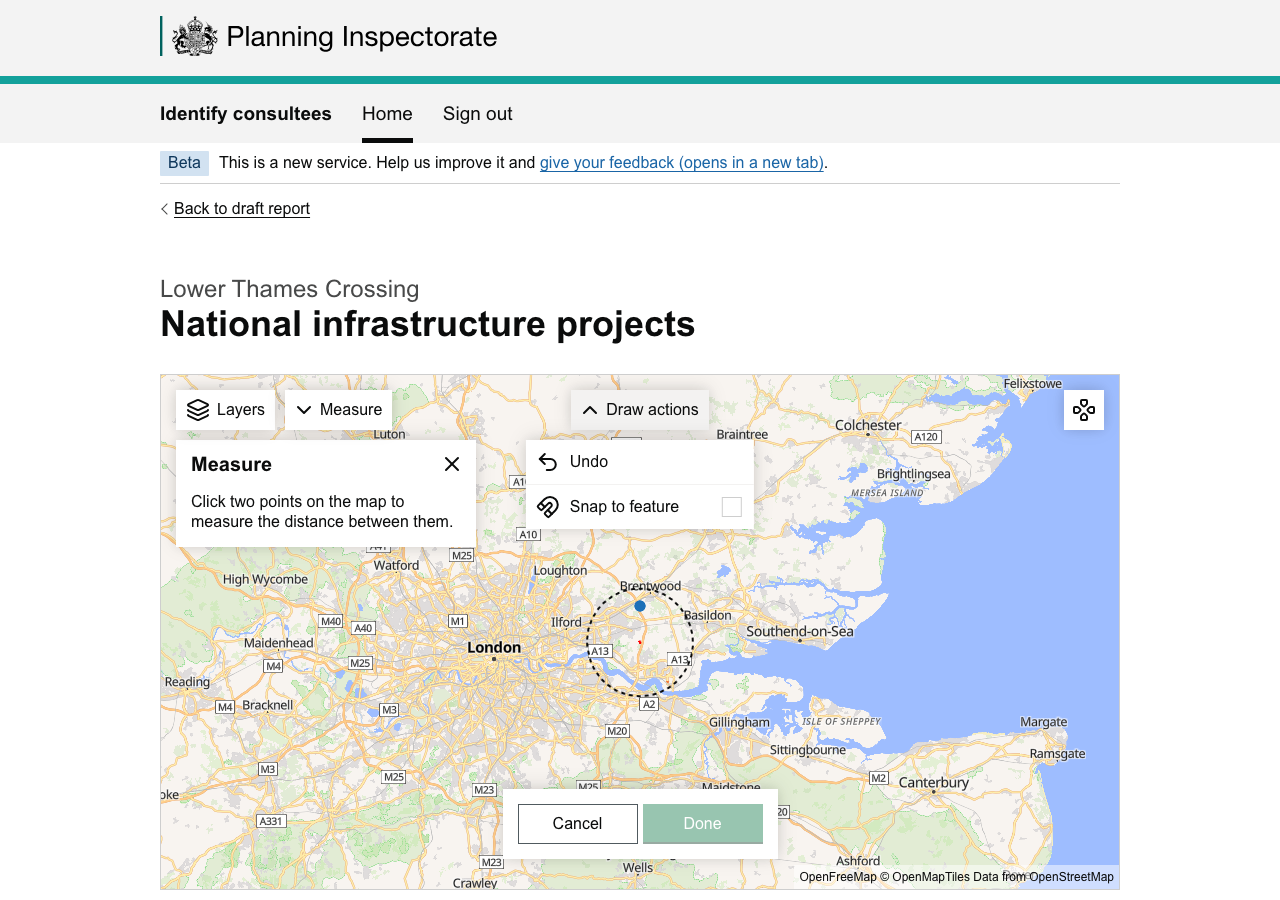 Planning Inspectorate
Identify consultees Home Sign out
Beta This is a new service. Help us improve it and give your feedback (opens in a new tab).
Back to draft report
Lower Thames Crossing
National infrastructure projects
Layers Measure Draw actions
Felixstowe
Colchester
Luton Braintree A120
Measure Undo
Brightlingsea
MERSEA ISLAND
Click two points on the map to
measure the distance between them.
Snap to feature
A10
M25
Watford
Loughton
High Wycombe
Brentwood
Basildon
M40 A40 M1 Ilford
Southend-on-Sea
Maidenhead London A13 A13
M4 M25
Reading
M4 Bracknell M3 A2
Gillingham ISLE OF SHEPPEY Margate
M20
Sittingbourne Ramsgate
M3 M25 M2 Canterbury
M23 M25 Maidstone
oke
A331
Cancel Done
20
M23 Wells Ashford
Crawley
OpenFreeMap © OpenMapTiles Data from OpenStreetMap